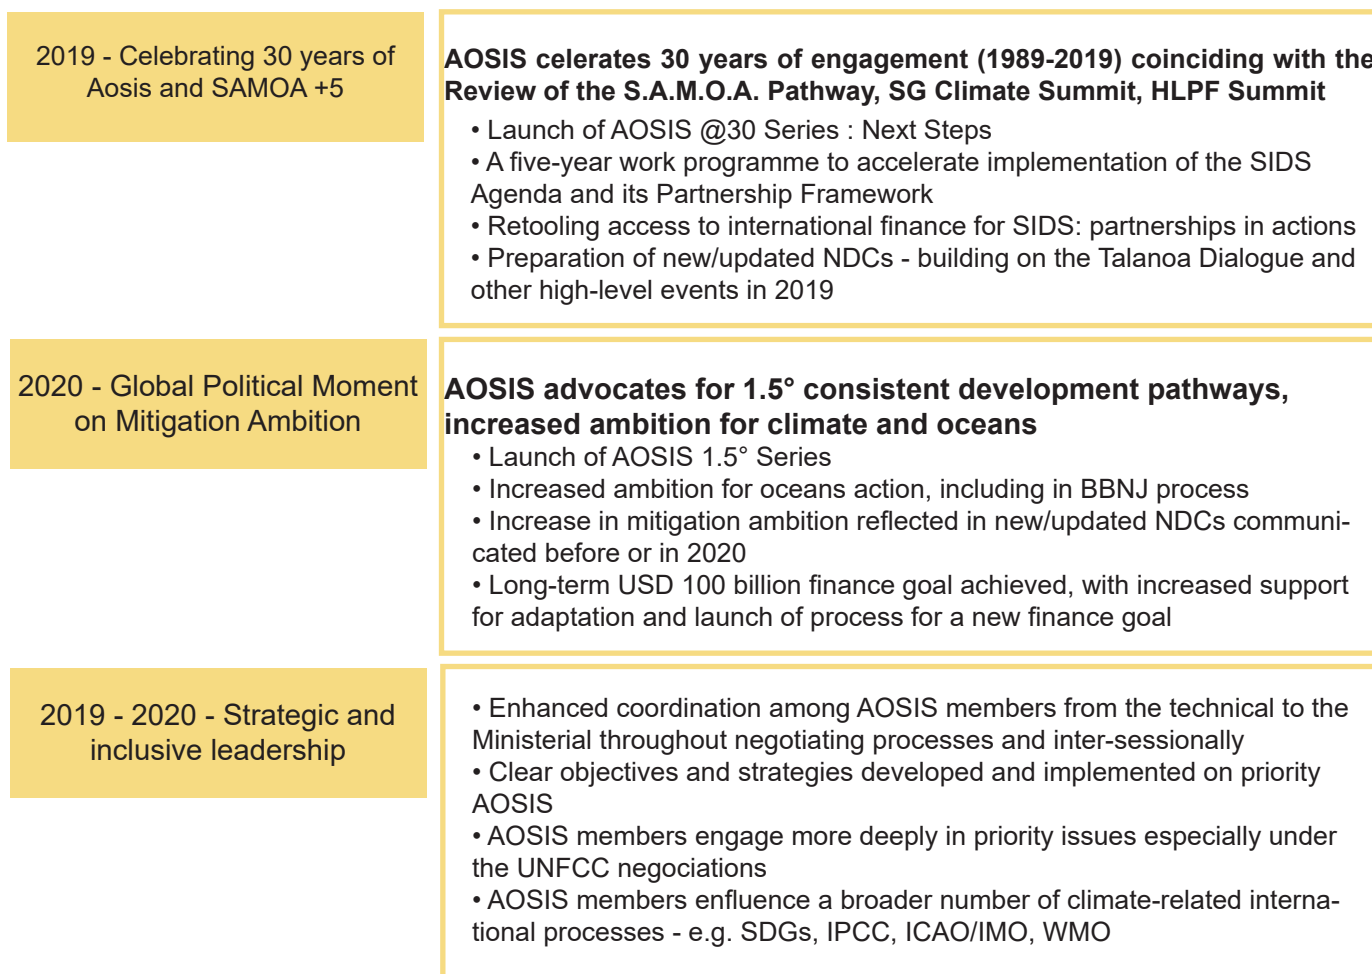 2019 - Celebrating 30 years of
Aosis and SAMOA +5
AOSIS celerates 30 years of engagement (1989-2019) coinciding with the
Review of the S.A.M.O.A. Pathway, SG Climate Summit, HLPF Summit
• Launch of AOSIS @30 Series : Next Steps
• A five-year work programme to accelerate implementation of the SIDS
Agenda and its Partnership Framework
• Retooling access to international finance for SIDS: partnerships in actions
• Preparation of new/updated NDCs - building on the Talanoa Dialogue and
other high-level events in 2019
2020 - Global Political Moment
on Mitigation Ambition
AOSIS advocates for 1.5° consistent development pathways,
increased ambition for climate and oceans
• Launch of AOSIS 1.5° Series
• Increased ambition for oceans action, including in BBNJ process
• Increase in mitigation ambition reflected in new/updated NDCs communi-
cated before or in 2020
• Long-term USD 100 billion finance goal achieved, with increased support
for adaptation and launch of process for a new finance goal
2019 - 2020 - Strategic and
inclusive leadership
• Enhanced coordination among AOSIS members from the technical to the
Ministerial throughout negotiating processes and inter-sessionally
• Clear objectives and strategies developed and implemented on priority
AOSIS
• AOSIS members engage more deeply in priority issues especially under
the UNFCC negociations
• AOSIS members enfluence a broader number of climate-related interna-
tional processes - e.g. SDGs, IPCC, ICAO/IMO, WMO